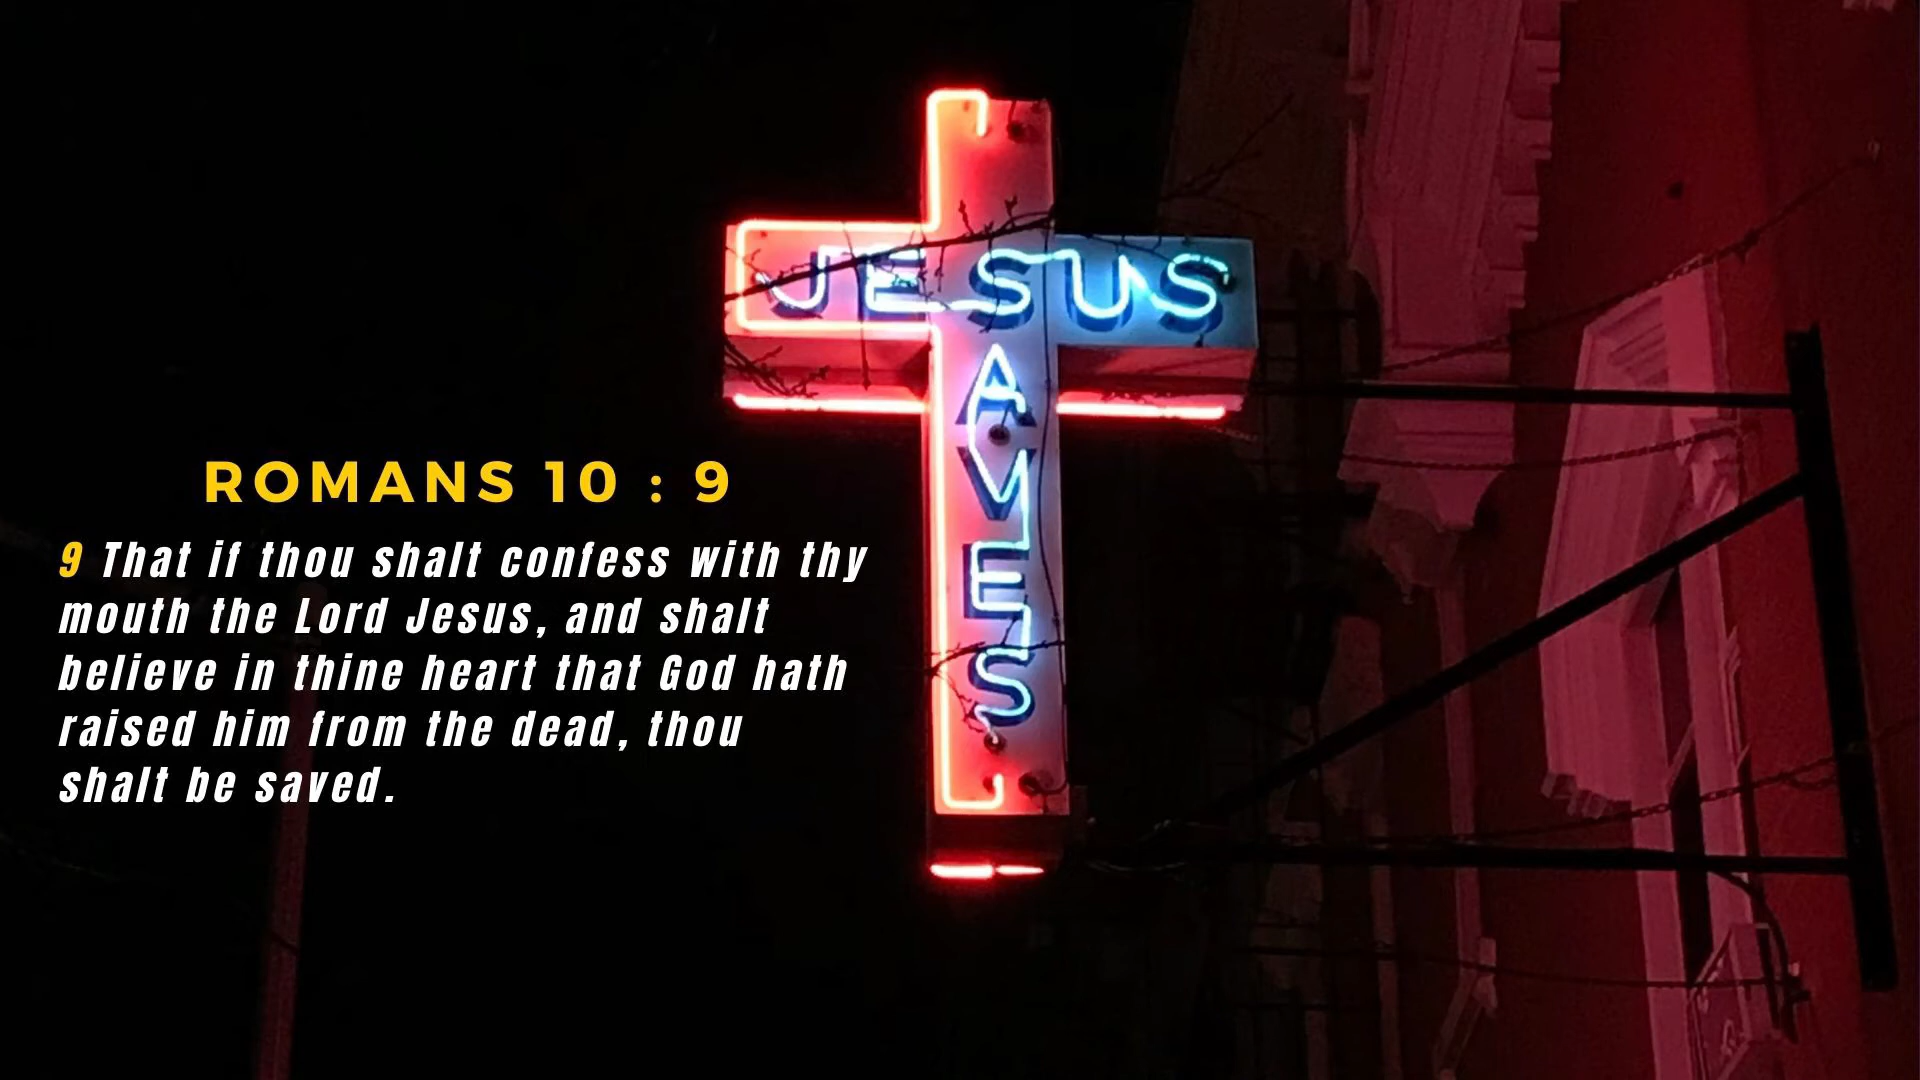 JESUS
SAVES
ROMANS 10 : 9
9 That if thou shalt confess with thy
mouth the Lord Jesus, and shalt
believe in thine heart that God hath
raised him from the dead, thou
shalt be saved.